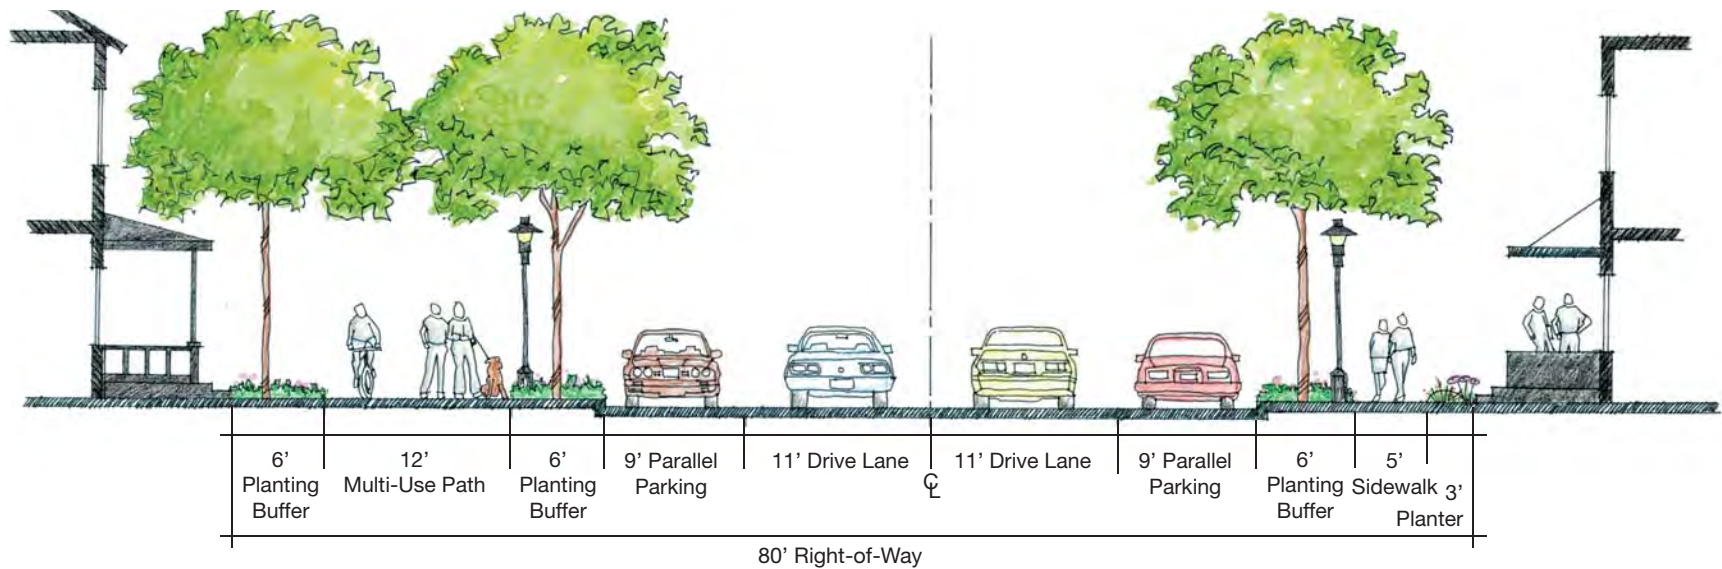 6’
Planting
Buffer
12’
Multi-Use Path
6’
Planting
Buffer
9’ Parallel
Parking
11’ Drive Lane
CL
11’ Drive Lane
9’ Parallel
Parking
6’
Planting
Buffer
5’
Sidewalk
3’
Planter
80’ Right-of-Way